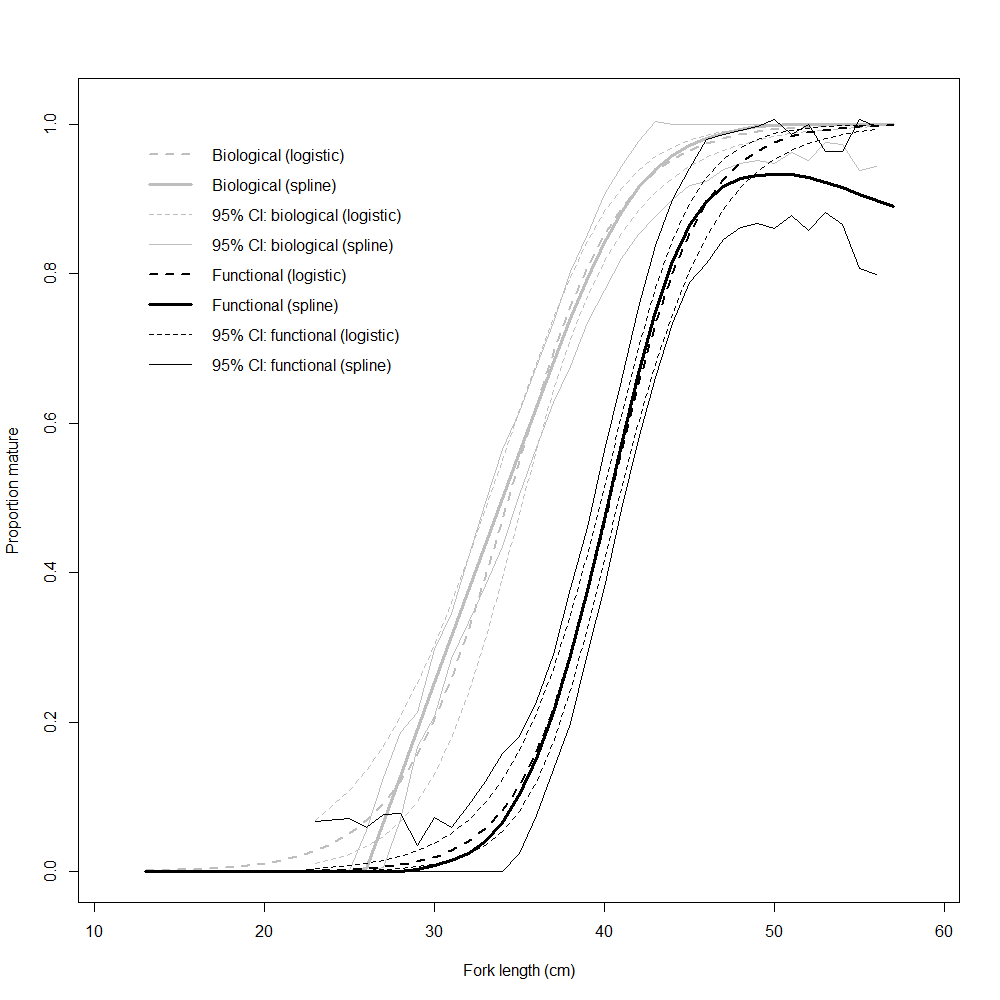 1.0
0.8
0.6
0.4
0.2
0.0
Proportion mature
Biological (logistic)
Biological (spline)
95% CI: biological (logistic)
95% CI: biological (spline)
Functional (logistic)
Functional (spline)
95% CI: functional (logistic)
95% CI: functional (spline)
10 20 30 40 50 60
Fork length (cm)